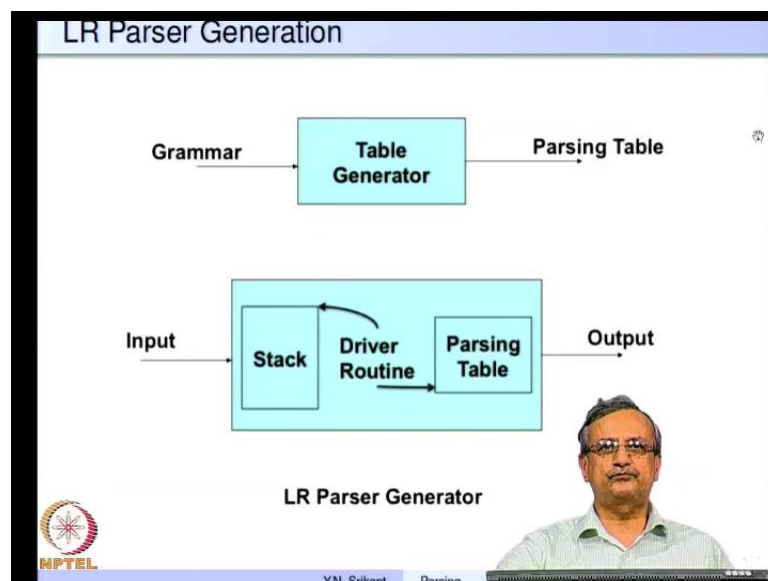 LR Parser Generation
Grammar
Table
Generator
Parsing Table
Input
Stack
Driver
Routine
Parsing
Table
Output
LR Parser Generator
NPTEL
Y.N. Srikant
Parsing